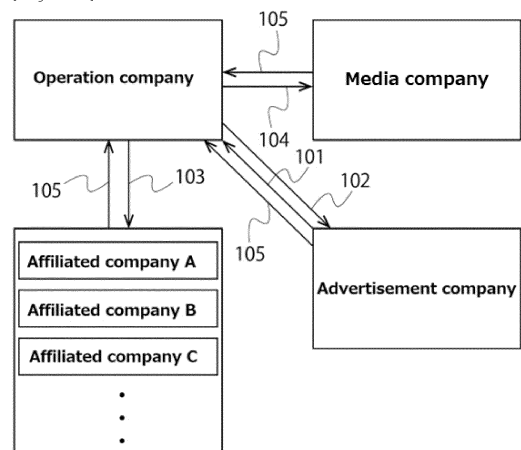 105
Operation company
Media company
104
101
105
103
102
105
Affiliated company A
Affiliated company B
Advertisement company
Affiliated company C